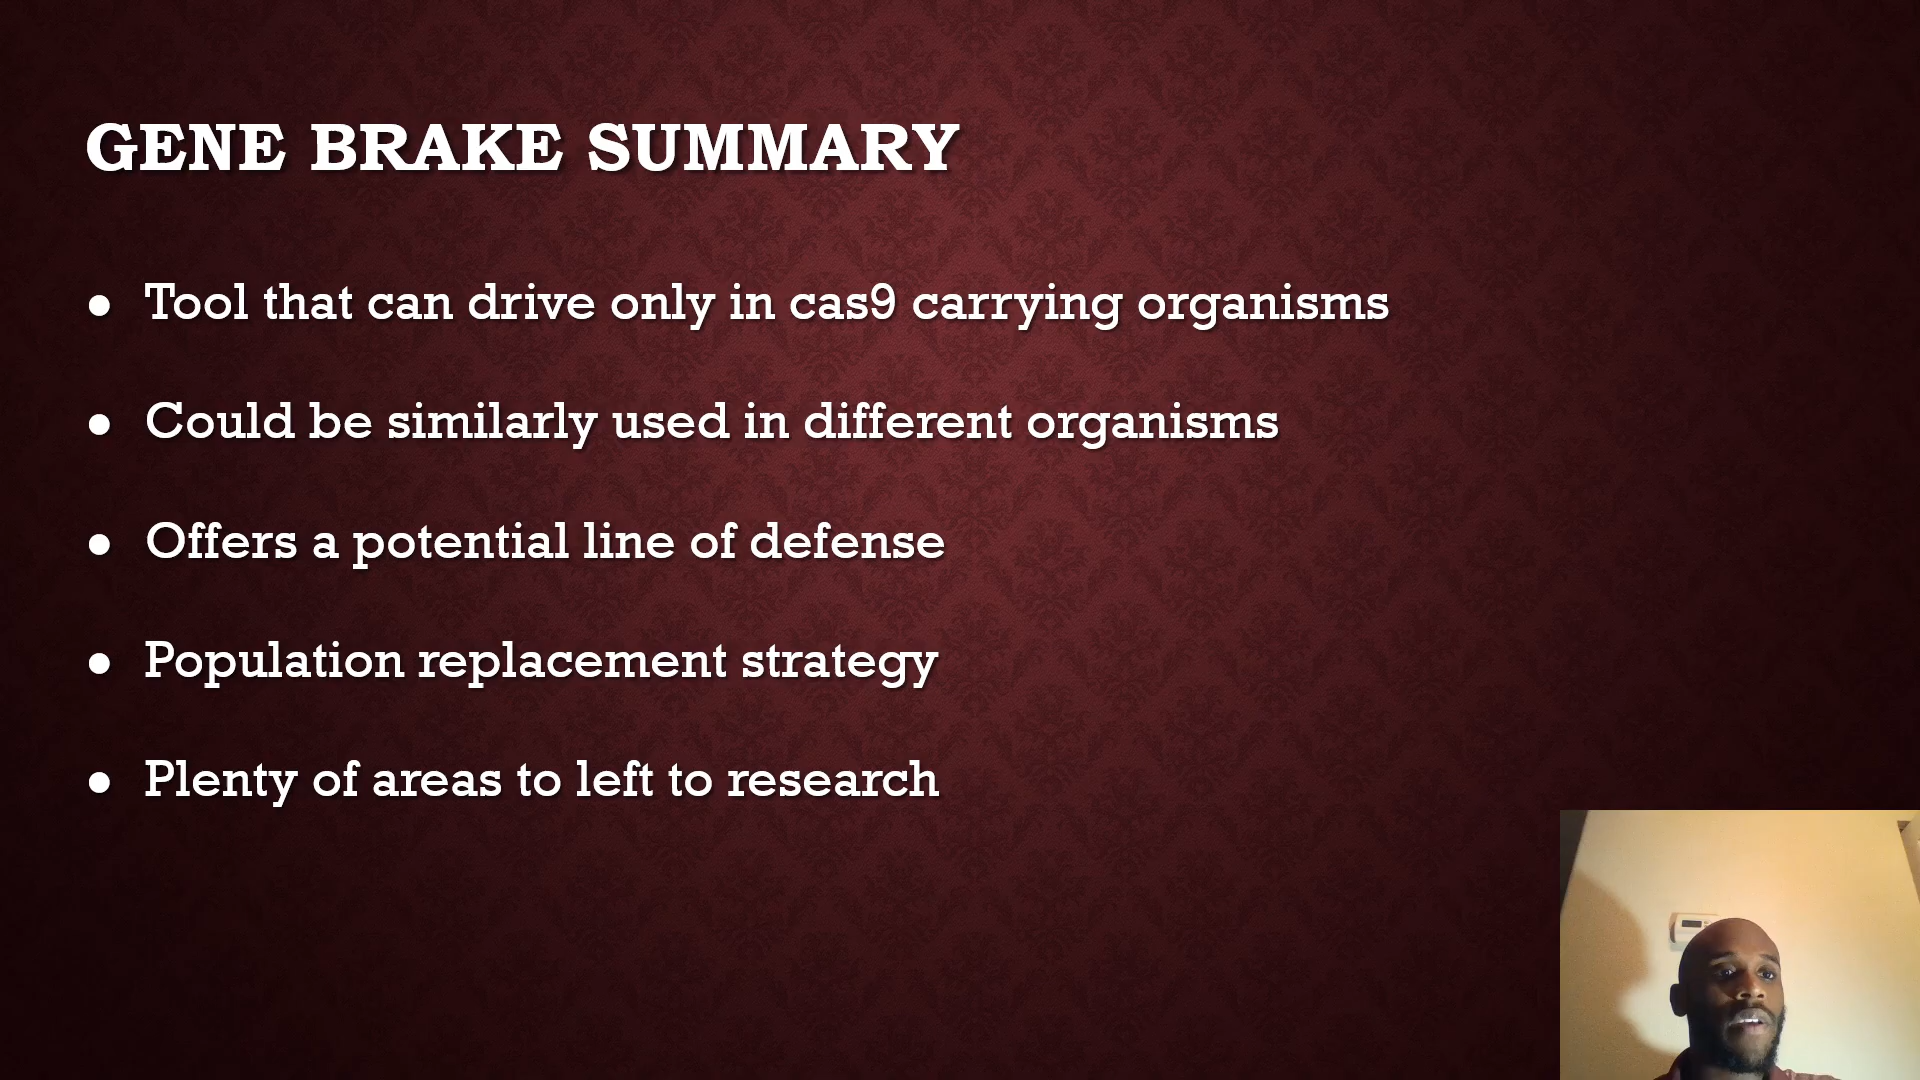 GENE BRAKE SUMMARY
● Tool that can drive only in cas9 carrying organisms
● Could be similarly used in different organisms
● Offers a potential line of defense
● Population replacement strategy
● Plenty of areas to left to research